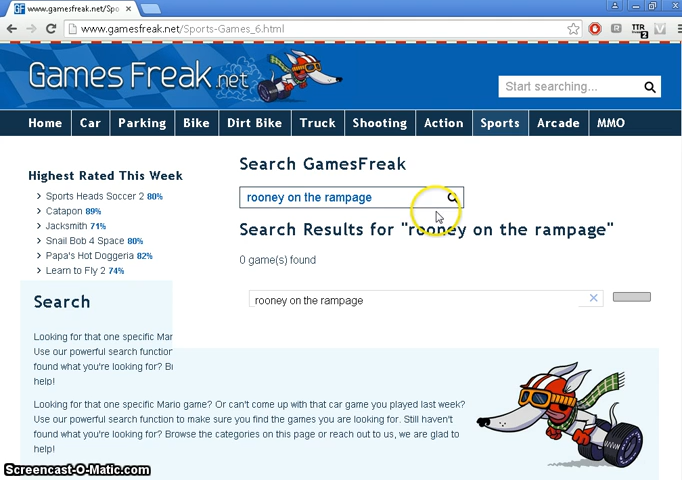 www.gamesfreak.net/Spo
www.gamesfreak.net/Sports-Games_6.html
TTR
2
Games Freak.net
Start searching...
Home Car Parking Bike Dirt Bike Truck Shooting Action Sports Arcade MMO
Highest Rated This Week
Sports Heads Soccer 2 80%
Catapon 89%
Jacksmith 71%
Snail Bob 4 Space 80%
Papa's Hot Doggeria 82%
Learn to Fly 2 74%
Search GamesFreak
rooney on the rampage
Search Results for "rooney on the rampage"
0 game(s) found
rooney on the rampage
Search
Looking for that one specific Mar
Use our powerful search function
found what you're looking for? Br
help!
Looking for that one specific Mario game? Or can't come up with that car game you played last week?
Use our powerful search function to make sure you find the games you are looking for. Still haven't
found what you're looking for? Browse the categories on this page or reach out to us, we are glad to
help!
Screencast-O-Matic.com